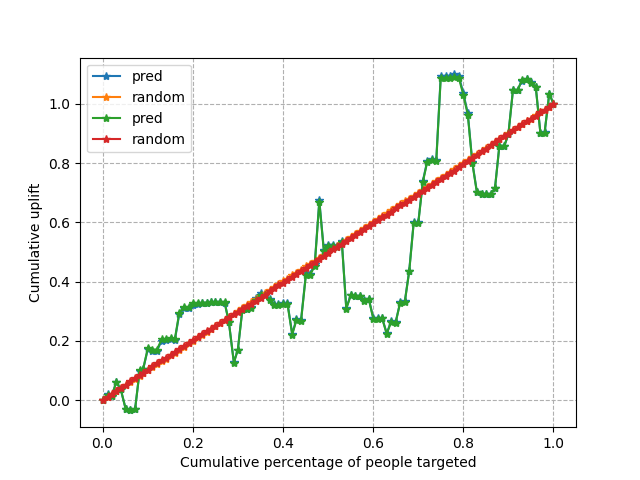 pred
random
pred
random
Cumulative uplift
1.0
0.8
0.6
0.4
0.2
0.0
0.0 0.2 0.4 0.6 0.8 1.0
Cumulative percentage of people targeted